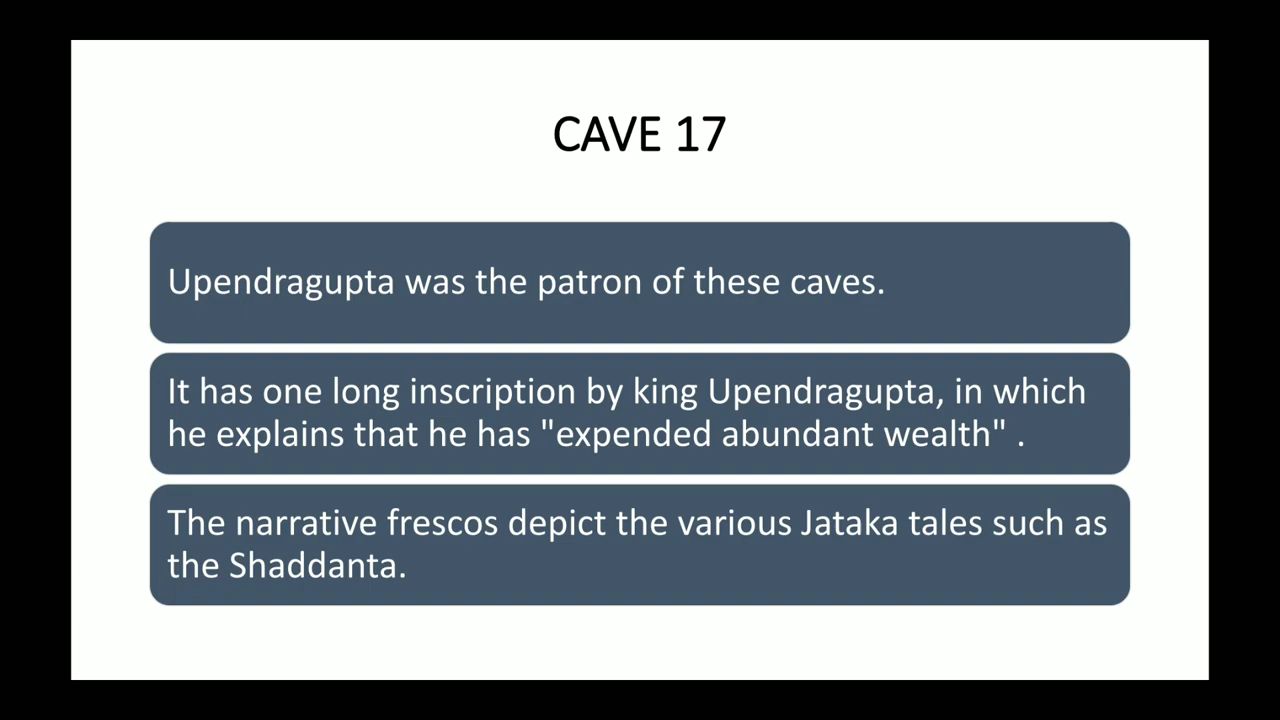 CAVE 17
Upendragupta was the patron of these caves.
It has one long inscription by king Upendragupta, in which
he explains that he has "expended abundant wealth" .
The narrative frescos depict the various Jataka tales such as
the Shaddanta.